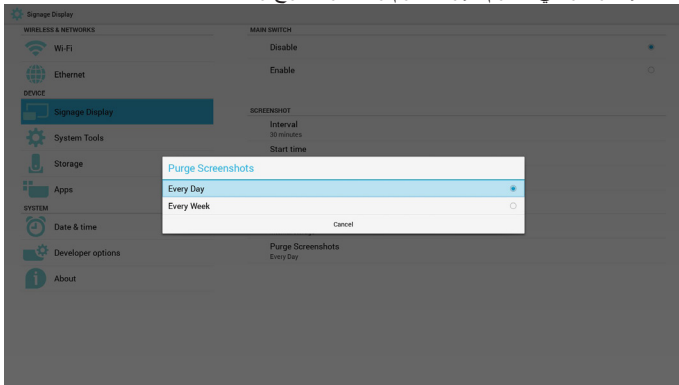 Signage Display
WIRELESS & NETWORKS
Wi-Fi
Ethernet
DEVICE
Signage Display
System Tools
Storage
Apps
SYSTEM
Date & time
Developer options
About
MAIN SWITCH
Disable
Enable
SCREENSHOT
Interval
30 minutes
Start time
Purge Screenshots
Every Day
Every Week
Cancel
Purge Screenshots
Every Day